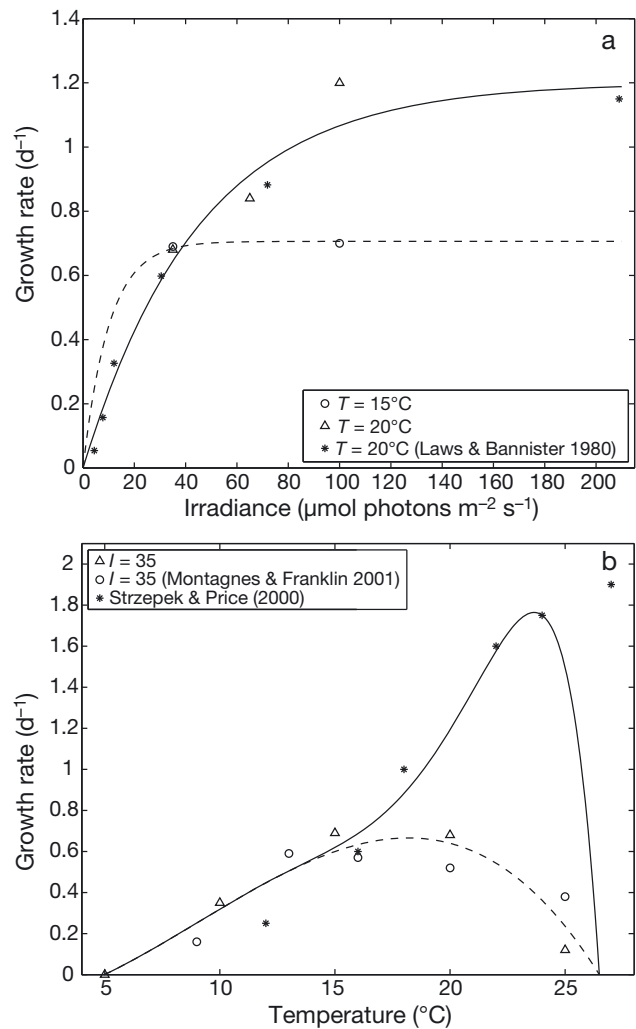 a
1.4
1.2
1
0.8
0.6
0.4
0.2
0
Growth rate (d⁻¹)
T = 15°C
T = 20°C
T = 20°C (Laws & Bannister 1980)
0 20 40 60 80 100 120 140 160 180 200
Irradiance (µmol photons m⁻² s⁻¹)
b
I = 35
I = 35 (Montagnes & Franklin 2001)
Strzepek & Price (2000)
2
1.8
1.6
1.4
1.2
1
0.8
0.6
0.4
0.2
0
Growth rate (d⁻¹)
5 10 15 20 25
Temperature (°C)